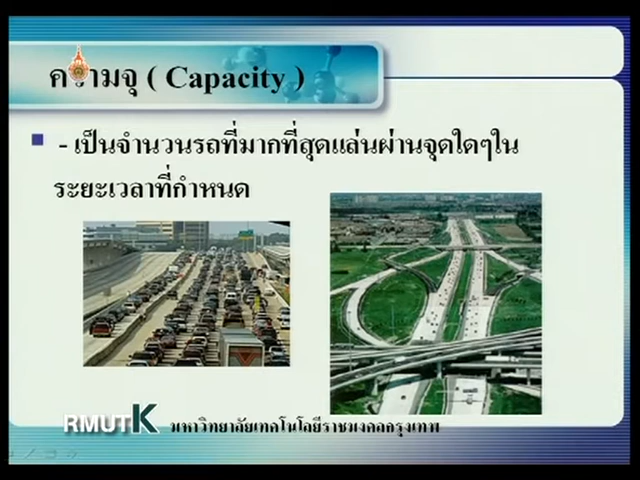 ความจุ ( Capacity )
- เป็นจำนวนรถที่มากที่สุดแล่นผ่านจุดใดๆใน
ระยะเวลาที่กำหนด
RMUTK มหาวิทยาลัยเทคโนโลยีราชมงคลกรุงเทพ